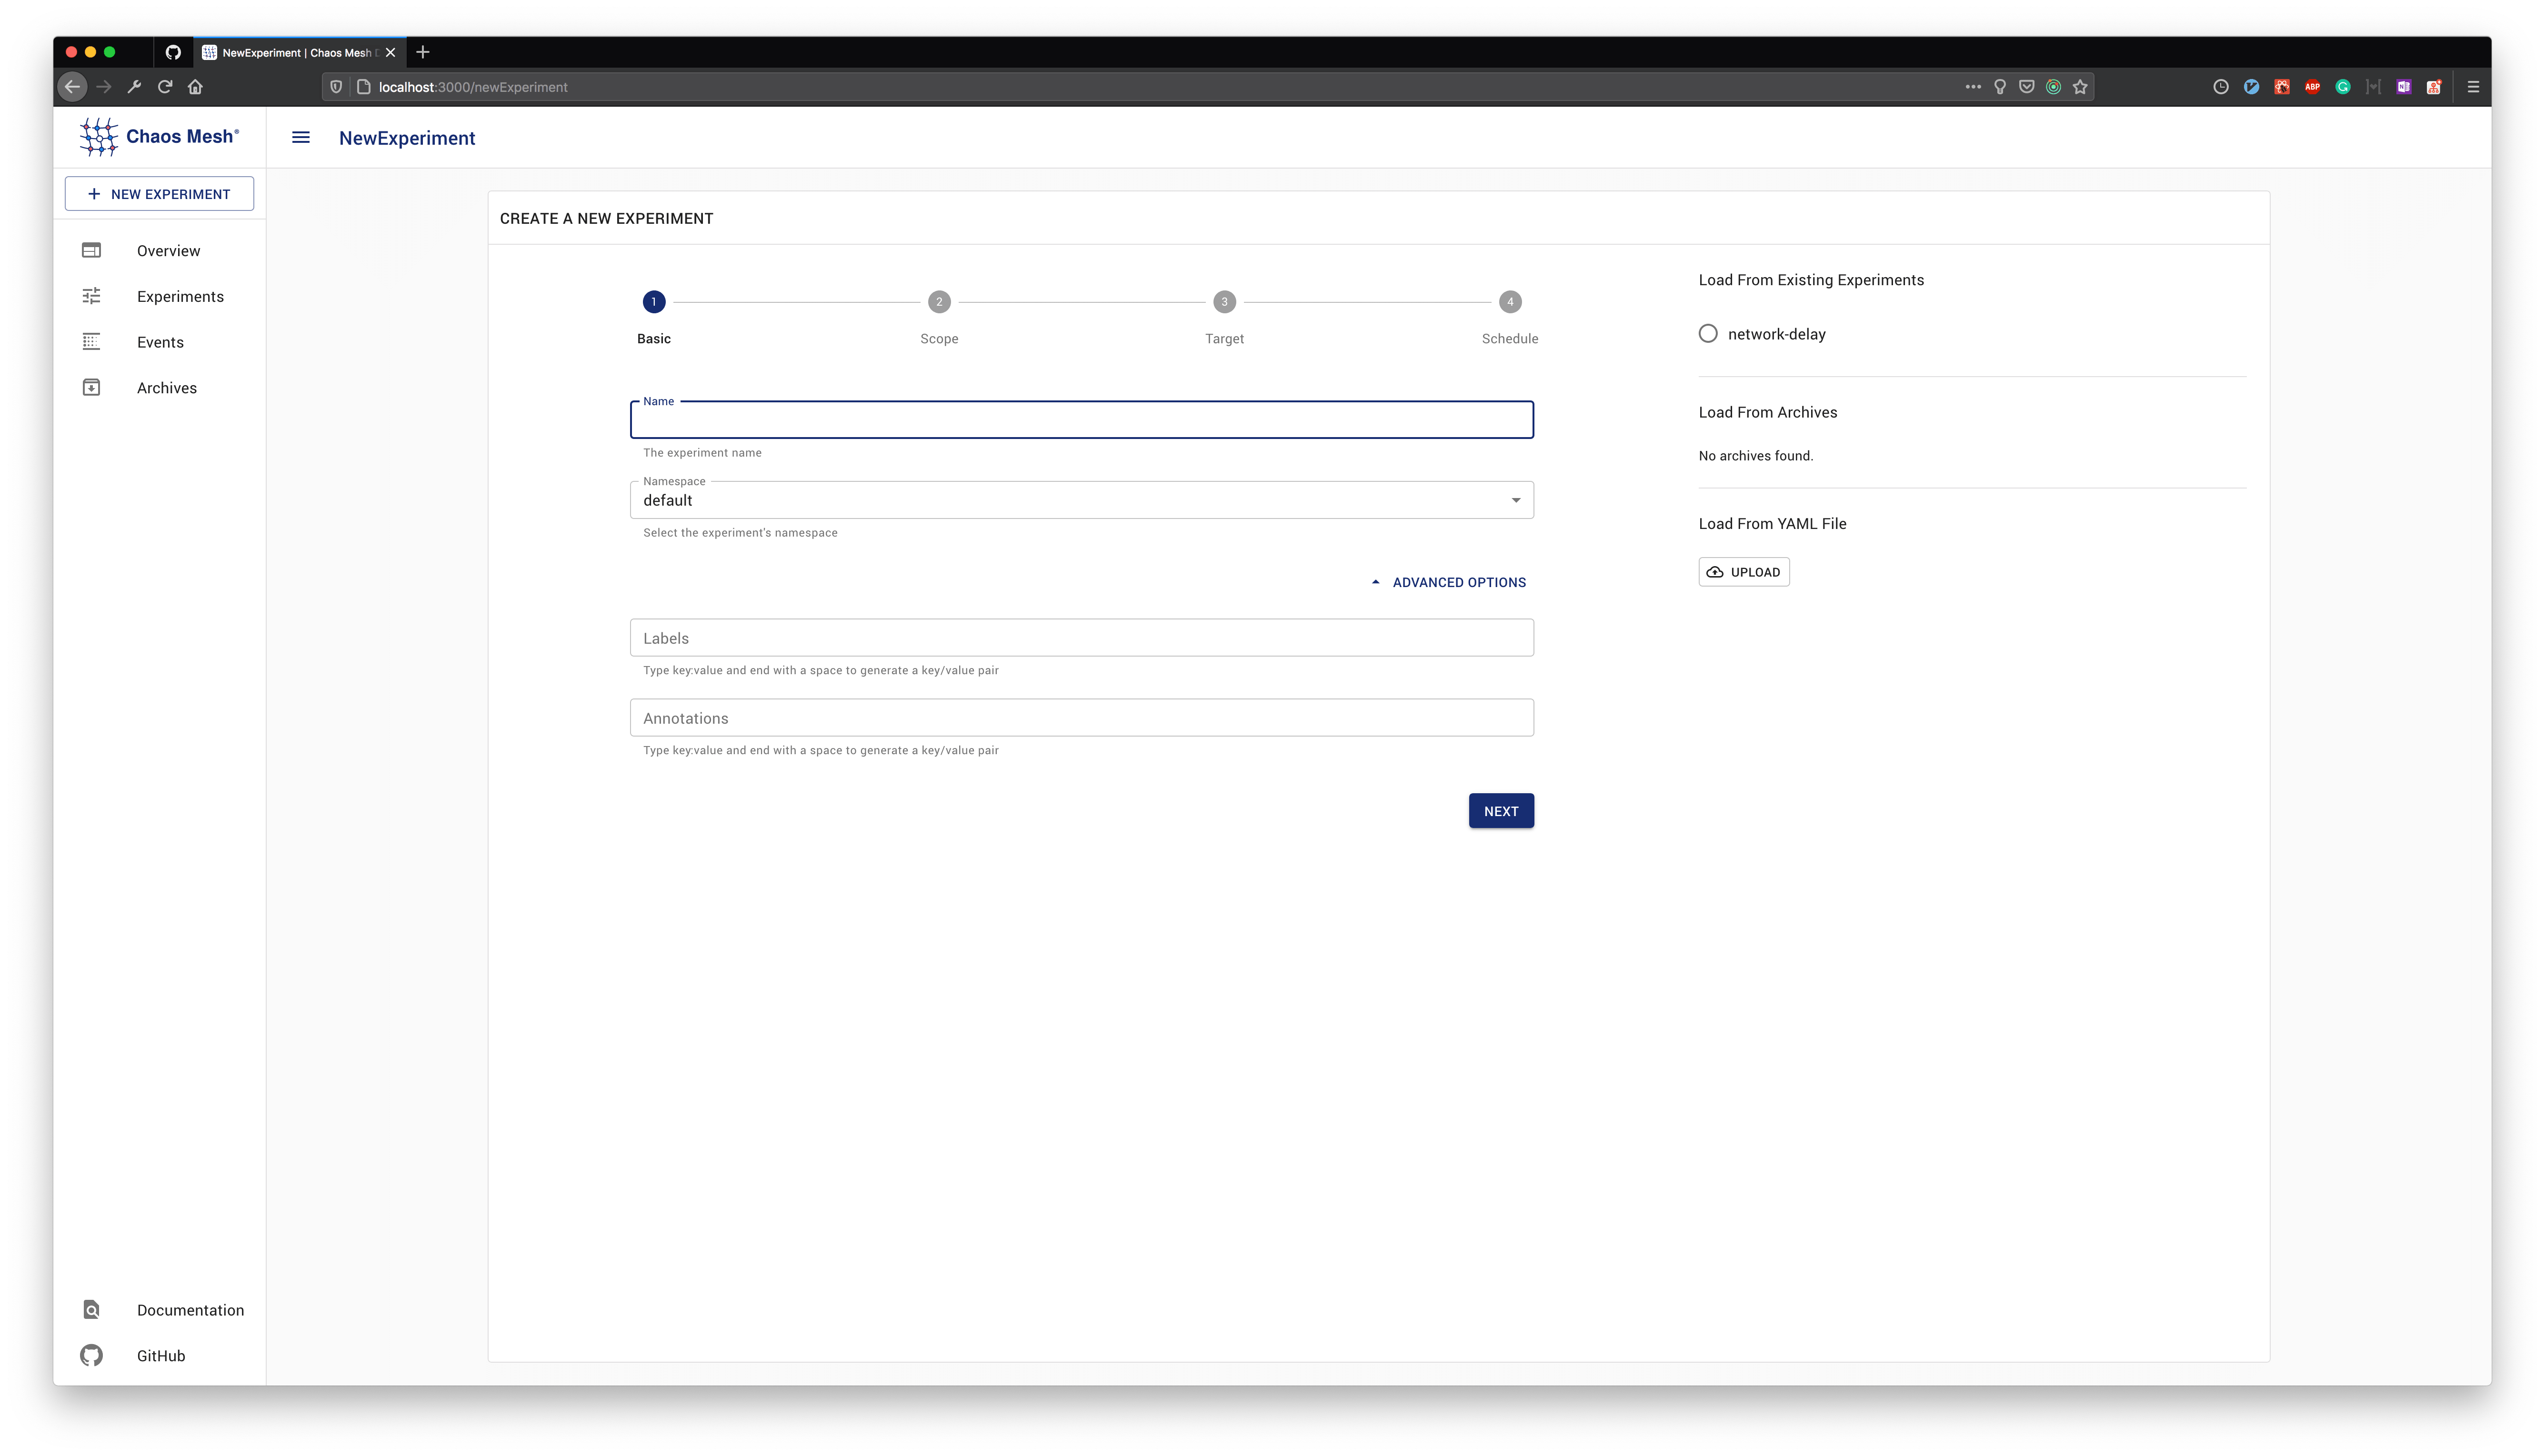 NewExperiment | Chaos Mesh
localhost:3000/newExperiment
ABP
Chaos Mesh®
NewExperiment
NEW EXPERIMENT
Overview
Experiments
Events
Archives
Documentation
GitHub
CREATE A NEW EXPERIMENT
1 2 3 4
Basic Scope Target Schedule
Name
The experiment name
Namespace
default
Select the experiment's namespace
ADVANCED OPTIONS
Labels
Type key:value and end with a space to generate a key/value pair
Annotations
Type key:value and end with a space to generate a key/value pair
NEXT
Load From Existing Experiments
network-delay
Load From Archives
No archives found.
Load From YAML File
UPLOAD